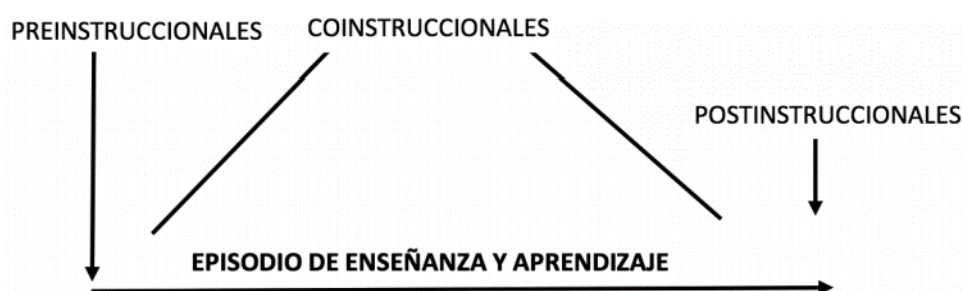 PREINSTRUCCIONALES
COINSTRUCCIONALES
POSTINSTRUCCIONALES
EPISODIO DE ENSEÑANZA Y APRENDIZAJE